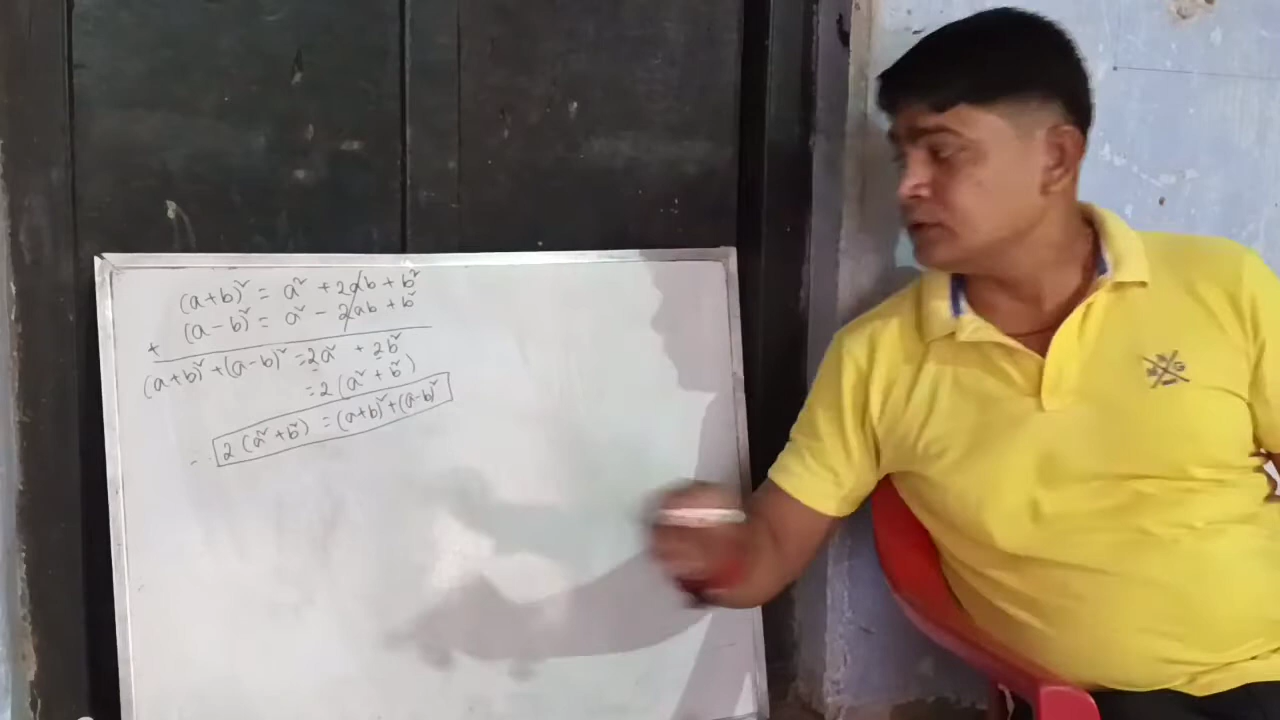 (a+b)² = a² + 2ab + b²
(a-b)² = a² - 2ab + b²
+
(a+b)² + (a-b)² = 2a² + 2b²
= 2(a² + b²)
2(a² + b²) = (a+b)² + (a-b)²